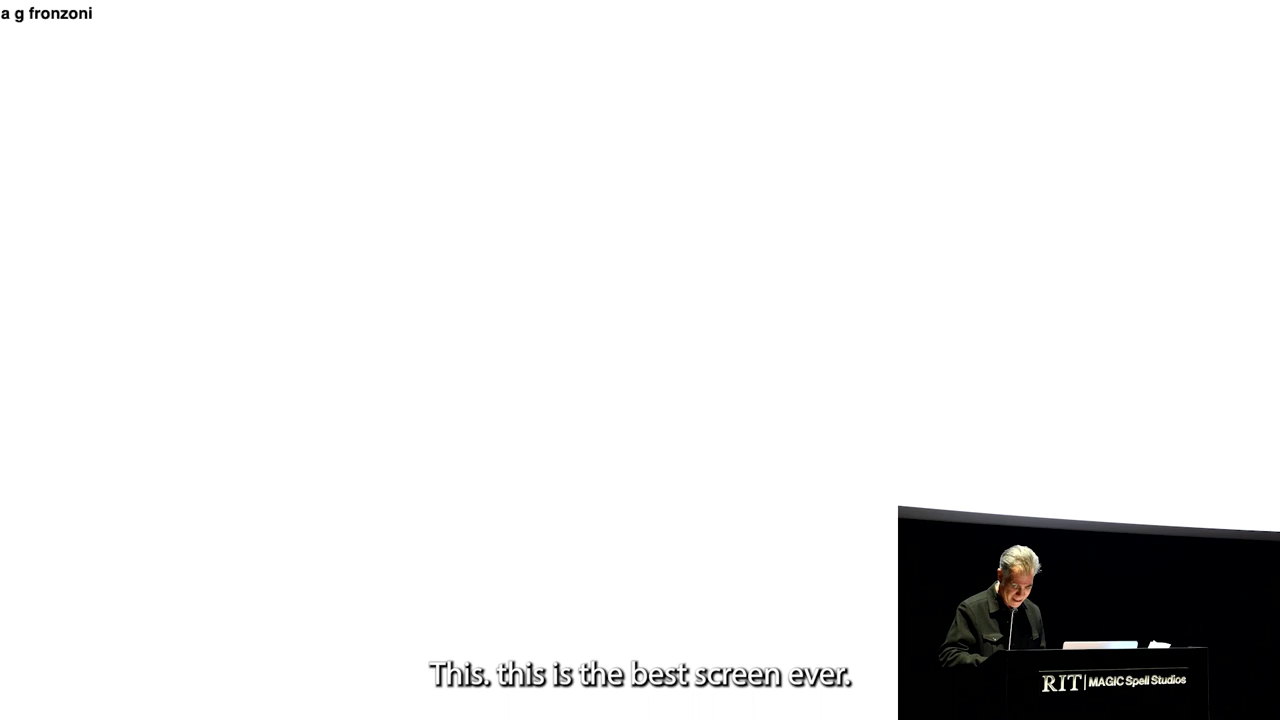 a g fronzoni
This. this is the best screen ever.
RIT | MAGIC Spell Studios